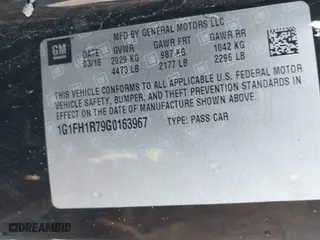 MFD BY GENERAL MOTORS LLC
GM
DATE GVWR GAWR FRT GAWR RR
03/16 2029 KG 987 KG 1042 KG
4473 LB 2177 LB 2296 LB
THIS VEHICLE CONFORMS TO ALL APPLICABLE U.S. FEDERAL MOTOR
VEHICLE SAFETY, BUMPER, AND THEFT PREVENTION STANDARDS
IN EFFECT ON THE DATE OF MANUFACTURE SHOWN ABOVE.
1G1FH1R79G0163967 TYPE: PASS CAR
DREAMBID